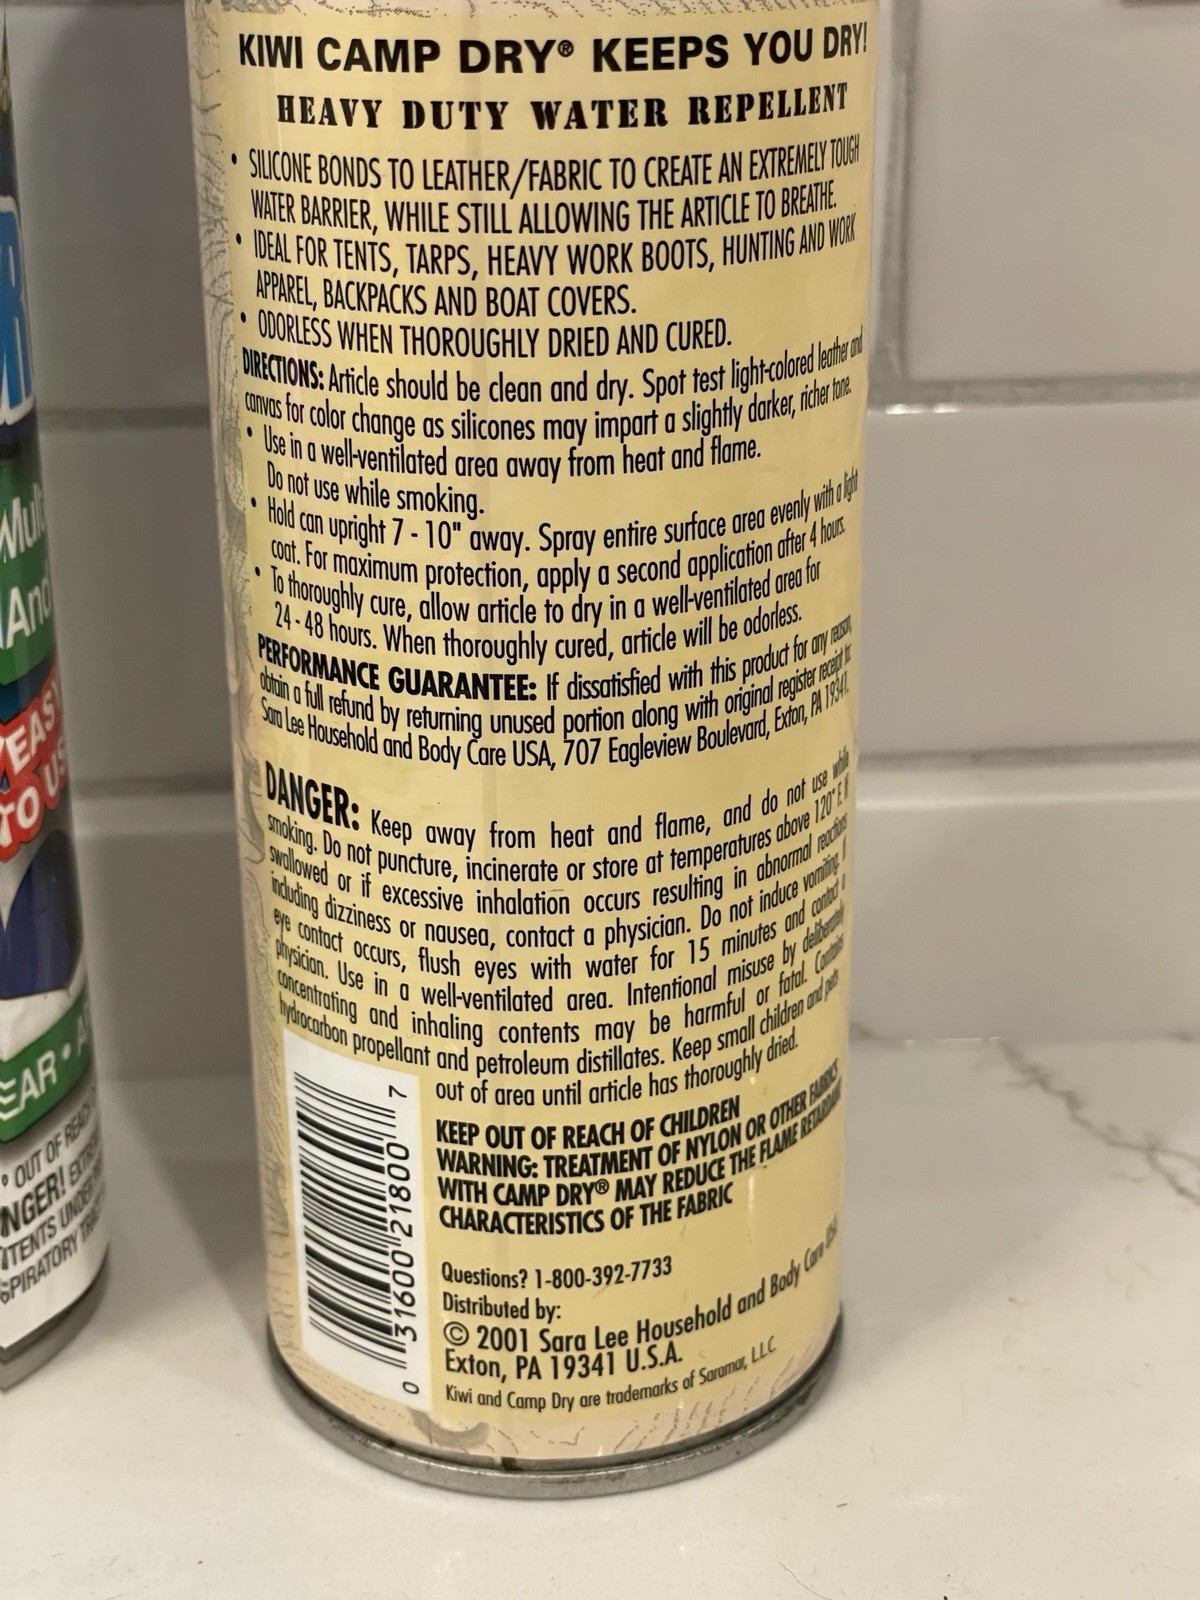 KIWI CAMP DRY® KEEPS YOU DRY!
HEAVY DUTY WATER REPELLENT
• SILICONE BONDS TO LEATHER/FABRIC TO CREATE AN EXTREMELY TOUGH
WATER BARRIER, WHILE STILL ALLOWING THE ARTICLE TO BREATHE.
• IDEAL FOR TENTS, TARPS, HEAVY WORK BOOTS, HUNTING AND WORK
APPAREL, BACKPACKS AND BOAT COVERS.
• ODORLESS WHEN THOROUGHLY DRIED AND CURED.
DIRECTIONS: Article should be clean and dry. Spot test light-colored leather and
canvas for color change as silicones may impart a slightly darker, richer tone.
• Use in a well-ventilated area away from heat and flame.
Do not use while smoking.
• Hold can upright 7 - 10" away. Spray entire surface area evenly with a light
coat. For maximum protection, apply a second application after 4 hours.
• To thoroughly cure, allow article to dry in a well-ventilated area for
24 - 48 hours. When thoroughly cured, article will be odorless.
PERFORMANCE GUARANTEE: If dissatisfied with this product for any reason,
obtain a full refund by returning unused portion along with original register receipt to:
Sara Lee Household and Body Care USA, 707 Eagleview Boulevard, Exton, PA 19341.
DANGER: Keep away from heat and flame, and do not use while
smoking. Do not puncture, incinerate or store at temperatures above 120° F. If
swallowed or if excessive inhalation occurs resulting in abnormal reactions
including dizziness or nausea, contact a physician. Do not induce vomiting. If
eye contact occurs, flush eyes with water for 15 minutes and contact a
physician. Use in a well-ventilated area. Intentional misuse by deliberately
concentrating and inhaling contents may be harmful or fatal. Contains
hydrocarbon propellant and petroleum distillates. Keep small children and pets
out of area until article has thoroughly dried.
KEEP OUT OF REACH OF CHILDREN
WARNING: TREATMENT OF NYLON OR OTHER FABRICS
WITH CAMP DRY® MAY REDUCE THE FLAME RETARDANT
CHARACTERISTICS OF THE FABRIC
Questions? 1-800-392-7733
Distributed by:
© 2001 Sara Lee Household and Body Care USA
Exton, PA 19341 U.S.A.
Kiwi and Camp Dry are trademarks of Saramar, L.L.C.
0 31600 21800 7
EASY
TO US
EAR •
OUT OF REACH
NGER!